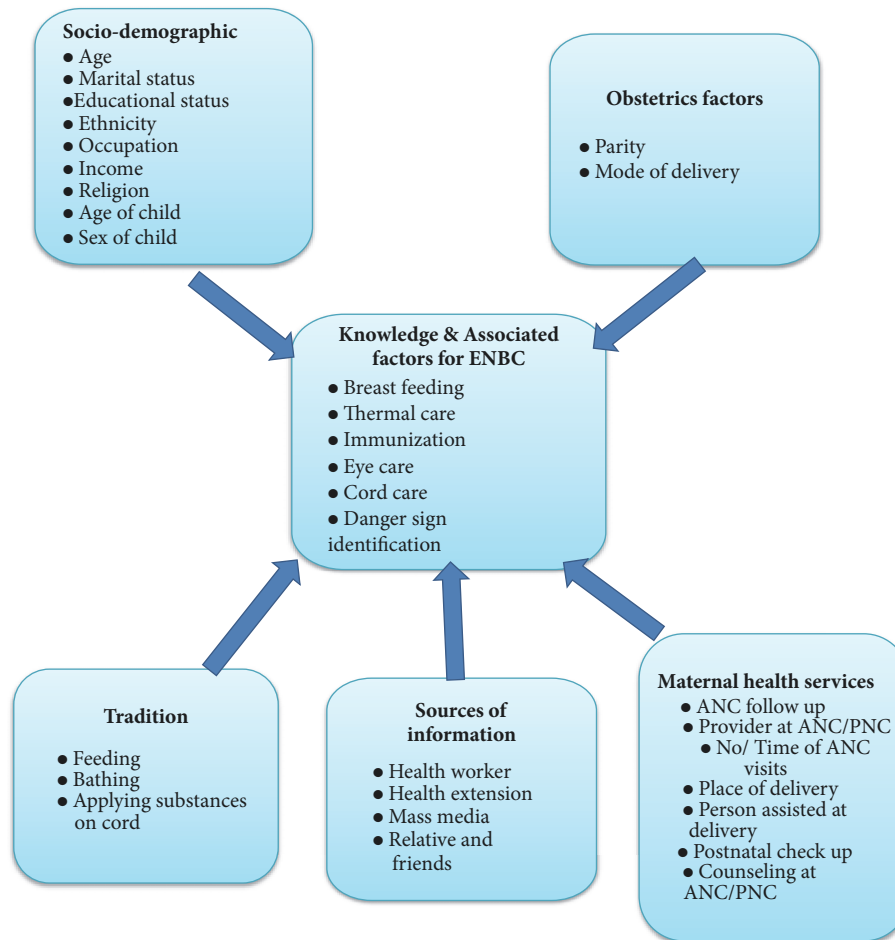 Socio-demographic
● Age
● Marital status
●Educational status
● Ethnicity
● Occupation
● Income
● Religion
● Age of child
● Sex of child
Obstetrics factors
● Parity
● Mode of delivery
Knowledge & Associated
factors for ENBC
● Breast feeding
● Thermal care
● Immunization
● Eye care
● Cord care
● Danger sign
identification
Tradition
● Feeding
● Bathing
● Applying substances
on cord
Sources of
information
● Health worker
● Health extension
● Mass media
● Relative and
friends
Maternal health services
● ANC follow up
● Provider at ANC/PNC
● No/ Time of ANC
visits
● Place of delivery
● Person assisted at
delivery
● Postnatal check up
● Counseling at
ANC/PNC